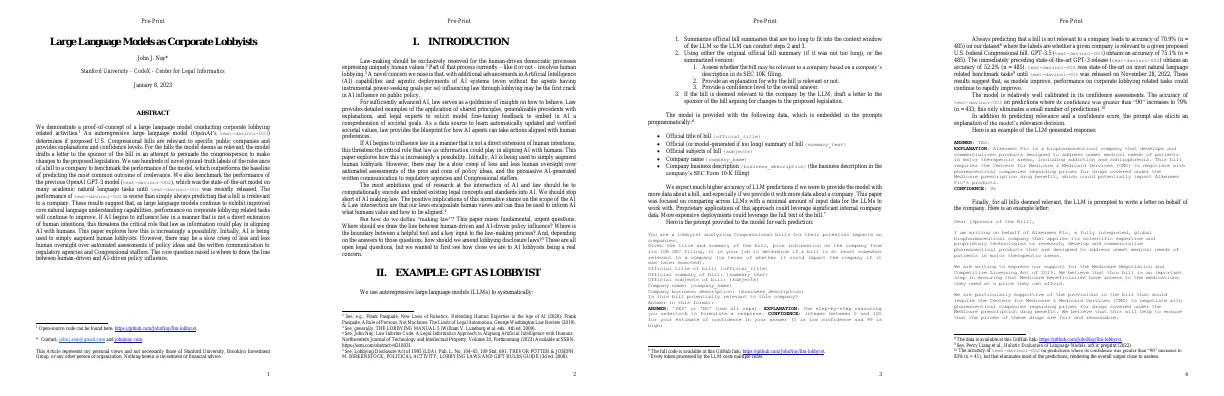 Pre-Print
Large Language Models as Corporate Lobbyists
John J. Nay*
Stanford University – CodeX - Center for Legal Informatics
January 8, 2023
ABSTRACT
We demonstrate a proof-of-concept of a large language model conducting corporate lobbying
related activities.¹ An autoregressive large language model (OpenAI's text-davinci-003)
determines if proposed U.S. Congressional bills are relevant to specific public companies
and provides explanations and confidence levels. For the bills the model deems as relevant, the model
drafts a letter to the sponsor of the bill in an attempt to persuade the congressperson to make
changes to the proposed legislation. We use hundreds of novel ground-truth labels of the relevance
of a bill to a company to benchmark the performance of the model, which outperforms the baseline
of predicting the most common outcome of irrelevance. We also benchmark the performance of
the previous OpenAI GPT-3 model (text-davinci-002), which was the state-of-the-art model on
many academic natural language tasks until text-davinci-003 was recently released. The
performance of text-davinci-002 is worse than simply always predicting that a bill is irrelevant
to a company. These results suggest that, as large language models continue to exhibit improved
core natural language understanding capabilities, performance on corporate lobbying related tasks
will continue to improve. If AI begins to influence law in a manner that is not a direct extension
of human intentions, this threatens the critical role that law as information could play in aligning
AI with humans. This paper explores how this is increasingly a possibility. Initially, AI is being
used to simply augment human lobbyists. However, there may be a slow creep of less and less
human oversight over automated assessments of policy ideas and the written communication to
regulatory agencies and Congressional staffers. The core question raised is where to draw the line
between human-driven and AI-driven policy influence.
¹ Open-source code can be found here: https://github.com/JohnNay/llm-lobbyist.
* Contact: john.j.nay@gmail.com and johnjnay.com.
This Article represents my personal views and not necessarily those of Stanford University, Brooklyn Investment
Group, or any other person or organization. Nothing herein is investment or financial advice.
1
Pre-Print
I. INTRODUCTION
Law-making should be exclusively reserved for the human-driven democratic processes
expressing uniquely human values.² Part of that process currently – like it or not – involves human
lobbying.³ A novel concern we raise is that, with additional advancements in Artificial Intelligence
(AI) capabilities and agentic deployments of AI systems (even without the agents having
instrumental power-seeking goals per se) influencing law through lobbying may be the first crack
in AI influence on public policy.
For sufficiently advanced AI, law serves as a goldmine of insights on how to behave. Law
provides detailed examples of the application of shared principles, generalizable precedents with
explanations, and legal experts to solicit model fine-tuning feedback to embed in AI a
comprehension of societal goals. As a data source to learn automatically updated and verified
societal values, law provides the blueprint for how AI agents can take actions aligned with human
preferences.
If AI begins to influence law in a manner that is not a direct extension of human intentions,
this threatens the critical role that law as information could play in aligning AI with humans. This
paper explores how this is increasingly a possibility. Initially, AI is being used to simply augment
human lobbyists. However, there may be a slow creep of less and less human oversight over
automated assessments of the pros and cons of policy ideas, and the persuasive AI-generated
written communication to regulatory agencies and Congressional staffers.
The most ambitious goal of research at the intersection of AI and law should be to
computationally encode and embed existing legal concepts and standards into AI. We should stop
short of AI making law. The positive implications of this normative stance on the scope of the AI
& Law intersection are that our laws encapsulate human views and can thus be used to inform AI
what humans value and how to be aligned.⁴
But how do we define "making law"? This paper raises fundamental, urgent questions.
Where should we draw the line between human-driven and AI-driven policy influence? Where is
the boundary between a helpful tool and a key input to the law-making process? And, depending
on the answers to those questions, how should we amend lobbying disclosure law?⁵ These are all
open legal questions, but we wanted to first see how close we are to AI lobbyists being a real
concern.
II. EXAMPLE: GPT AS LOBBYIST
We use autoregressive large language models (LLMs) to systematically:
² See, e.g., Frank Pasquale, New Laws of Robotics: Defending Human Expertise in the Age of AI (2020); Frank
Pasquale, A Rule of Persons, Not Machines: The Limits of Legal Automation, George Washington Law Review (2019).
³ See, generally, THE LOBBYING MANUAL 5 (William V. Luneburg et al. eds., 4th ed. 2009).
⁴ See, John Nay, Law Informs Code: A Legal Informatics Approach to Aligning Artificial Intelligence with Humans,
Northwestern Journal of Technology and Intellectual Property, Volume 20, Forthcoming (2023) Available at SSRN:
https://ssrn.com/abstract=4218031.
⁵ See, Lobbying Disclosure Act of 1995 (LDA), Pub. L. No. 104-65, 109 Stat. 691; TREVOR POTTER & JOSEPH
M. BIRKENSTOCK, POLITICAL ACTIVITY, LOBBYING LAWS AND GIFT RULES GUIDE (3d ed. 2008).
2
Pre-Print
1. Summarize official bill summaries that are too long to fit into the context window
of the LLM so the LLM can conduct steps 2 and 3.
2. Using either the original official bill summary (if it was not too long), or the
summarized version:
1. Assess whether the bill may be relevant to a company based on a company's
description in its SEC 10K filing.
2. Provide an explanation for why the bill is relevant or not.
3. Provide a confidence level to the overall answer.
3. If the bill is deemed relevant to the company by the LLM, draft a letter to the
sponsor of the bill arguing for changes to the proposed legislation.
The model is provided with the following data, which is embedded in the prompts
programmatically:⁶
• Official title of bill {official_title}
• Official (or model-generated if too long) summary of bill {summary_text}
• Official subjects of bill {subjects}
• Company name {company_name}
• Company business description {business_description} (the business description in the
company's SEC Form 10-K filing)
We expect much higher accuracy of LLM predictions if we were to provide the model with
more data about a bill, and especially if we provide it with more data about a company. This paper
was focused on comparing across LLMs with a minimal amount of input data for the LLMs to
work with. Proprietary applications of this approach could leverage significant internal company
data. More expensive deployments could leverage the full text of the bill.⁷
Here is the prompt provided to the model for each prediction:
You are a lobbyist analyzing Congressional bills for their potential impacts on
companies.
Given the title and summary of the bill, plus information on the company from
its 10K SEC filing, it is your job to determine if a bill is at least somewhat
relevant to a company (in terms of whether it could impact the company if it
was later enacted).
Official title of bill: {official_title}
Official summary of bill: {summary_text}
Official subjects of bill: {subjects}
Company name: {company_name}
Company business description: {business_description}
Is this bill potentially relevant to this company?
Answer in this format:
ANSWER: 'YES' or 'NO' (use all caps). EXPLANATION: the step-by-step reasoning
you undertook to formulate a response. CONFIDENCE: integer between 0 and 100
for your estimate of confidence in your answer (1 is low confidence and 99 is
high)
⁶ The full code is available at this GitHub link: https://github.com/JohnNay/llm-lobbyist.
⁷ Every token processed by the LLM costs multiple cents.
3
Pre-Print
Always predicting that a bill is not relevant to a company leads to accuracy of 70.9% (n =
485) on our dataset⁸ where the labels are whether a given company is relevant to a given proposed
U.S. federal Congressional bill. GPT-3.5 (text-davinci-003) obtains an accuracy of 75.1% (n =
485). The immediately preceding state-of-the-art GPT release (text-davinci-002) obtains an
accuracy of 52.2% (n = 485). text-davinci-002 was state-of-the-art on most natural language
related benchmark tasks⁹ until text-davinci-003 was released on November 28, 2022. These
results suggest that, as models improve, performance on corporate lobbying related tasks could
continue to rapidly improve.
The model is relatively well calibrated in its confidence assessments. The accuracy of
text-davinci-003 on predictions where its confidence was greater than "90" increases to 79%
(n = 433; this only eliminates a small number of predictions).¹⁰
In addition to predicting relevance and a confidence score, the prompt also elicits an
explanation of the model's relevance decision.
Here is an example of the LLM generated response:
ANSWER: YES.
EXPLANATION: Alkermes Plc is a biopharmaceutical company that develops and
commercializes products designed to address unmet medical needs of patients
in major therapeutic areas, including addiction and schizophrenia. This bill
requires the Centers for Medicare & Medicaid Services (CMS) to negotiate with
pharmaceutical companies regarding prices for drugs covered under the
Medicare prescription drug benefit, which could potentially impact Alkermes
Plc's products.
CONFIDENCE: 95
Finally, for all bills deemed relevant, the LLM is prompted to write a letter on behalf of
the company. Here is an example letter:
Dear [Sponsor of the Bill],
I am writing on behalf of Alkermes Plc, a fully integrated, global
biopharmaceutical company that applies its scientific expertise and
proprietary technologies to research, develop and commercialize
pharmaceutical products that are designed to address unmet medical needs of
patients in major therapeutic areas.
We are writing to express our support for the Medicare Negotiation and
Competitive Licensing Act of 2019. We believe that this bill is an important
step in ensuring that Medicare beneficiaries have access to the medications
they need at a price they can afford.
We are particularly supportive of the provisions in the bill that would
require the Centers for Medicare & Medicaid Services (CMS) to negotiate with
pharmaceutical companies regarding prices for drugs covered under the
Medicare prescription drug benefit. We believe that this will help to ensure
that the prices of these drugs are fair and reasonable.
⁸ The data is available at this GitHub link: https://github.com/JohnNay/llm-lobbyist.
⁹ See, Percy Liang et al., Holistic Evaluation of Language Models, arXiv preprint (2022).
¹⁰ The accuracy of text-davinci-002 on predictions where its confidence was greater than "90" increases to
83% (n = 41), but that eliminates most of the predictions, rendering the overall output close to useless.
4